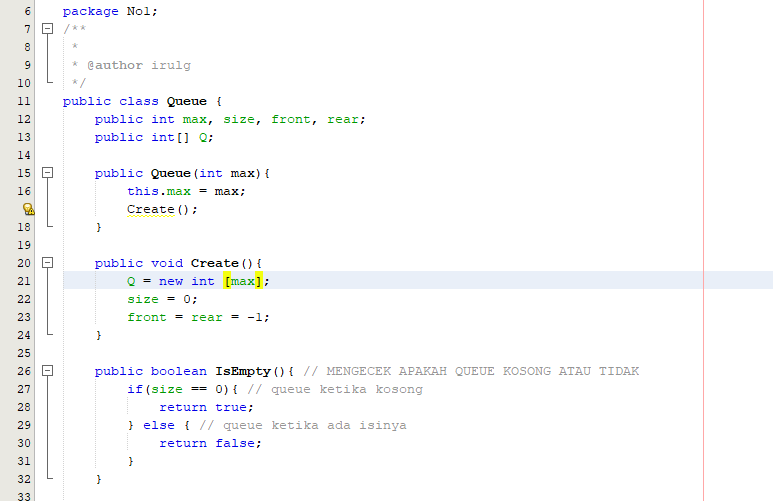 6 package No1;
7 /**
8 *
9 * @author irulg
10 */
11 public class Queue {
12 public int max, size, front, rear;
13 public int[] Q;
14
15 public Queue(int max){
16 this.max = max;
Create();
18 }
19
20 public void Create(){
21 Q = new int [max];
22 size = 0;
23 front = rear = -1;
24 }
25
26 public boolean IsEmpty(){ // MENGECEK APAKAH QUEUE KOSONG ATAU TIDAK
27 if(size == 0){ // queue ketika kosong
28 return true;
29 } else { // queue ketika ada isinya
30 return false;
31 }
32 }
33